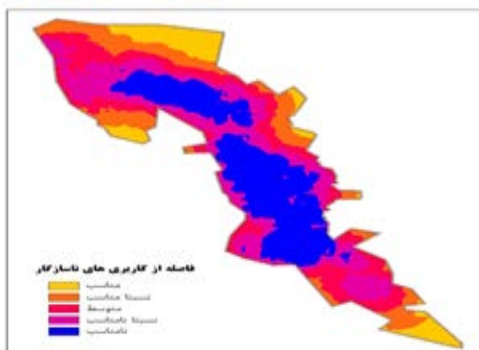 فاصله از کاربری های ناسازگار
مناسب
نسبتا مناسب
متوسط
نسبتا نامناسب
نامناسب